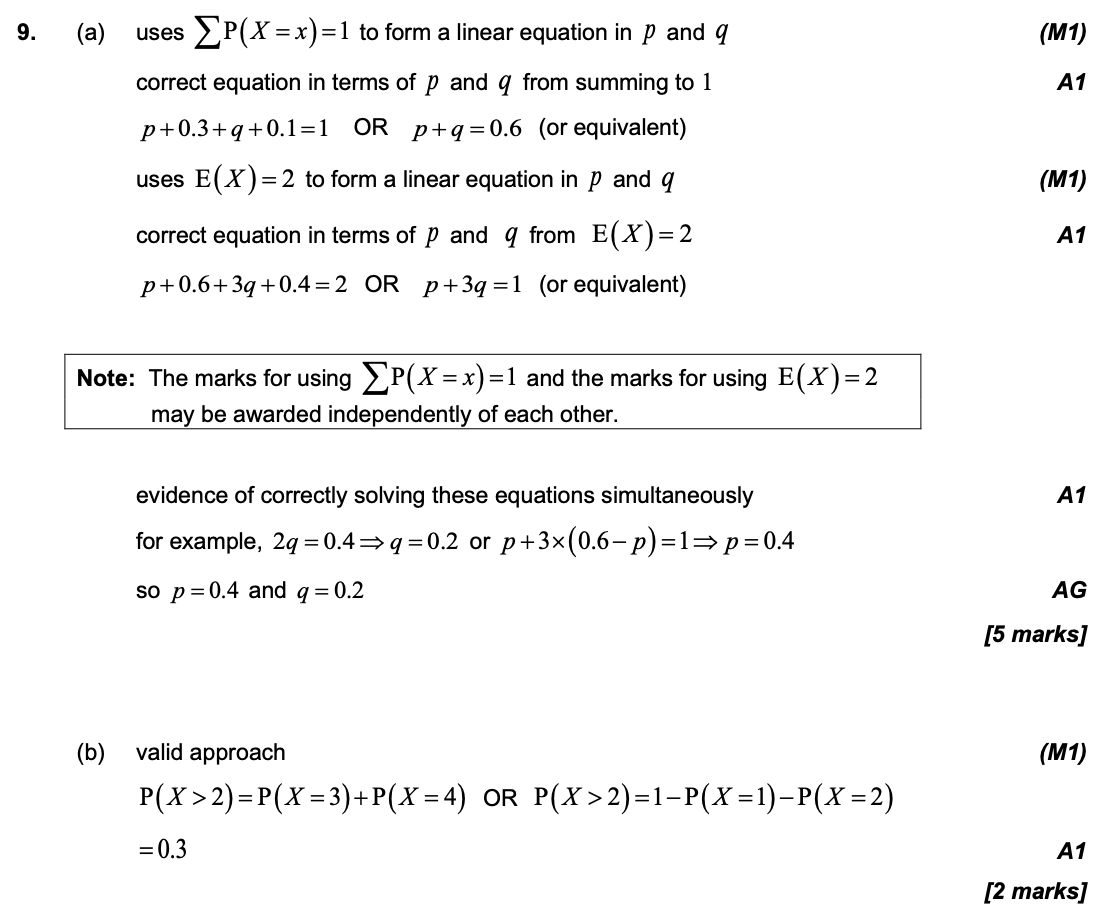 9. (a) uses ∑P(X = x) = 1 to form a linear equation in p and q (M1)
correct equation in terms of p and q from summing to 1 A1
p + 0.3 + q + 0.1 = 1 OR p + q = 0.6 (or equivalent)
uses E(X) = 2 to form a linear equation in p and q (M1)
correct equation in terms of p and q from E(X) = 2 A1
p + 0.6 + 3q + 0.4 = 2 OR p + 3q = 1 (or equivalent)
Note: The marks for using ∑P(X = x) = 1 and the marks for using E(X) = 2
may be awarded independently of each other.
evidence of correctly solving these equations simultaneously A1
for example, 2q = 0.4 ⇒ q = 0.2 or p + 3×(0.6 − p) = 1 ⇒ p = 0.4
so p = 0.4 and q = 0.2 AG
[5 marks]
(b) valid approach (M1)
P(X > 2) = P(X = 3) + P(X = 4) OR P(X > 2) = 1 − P(X = 1) − P(X = 2)
= 0.3 A1
[2 marks]